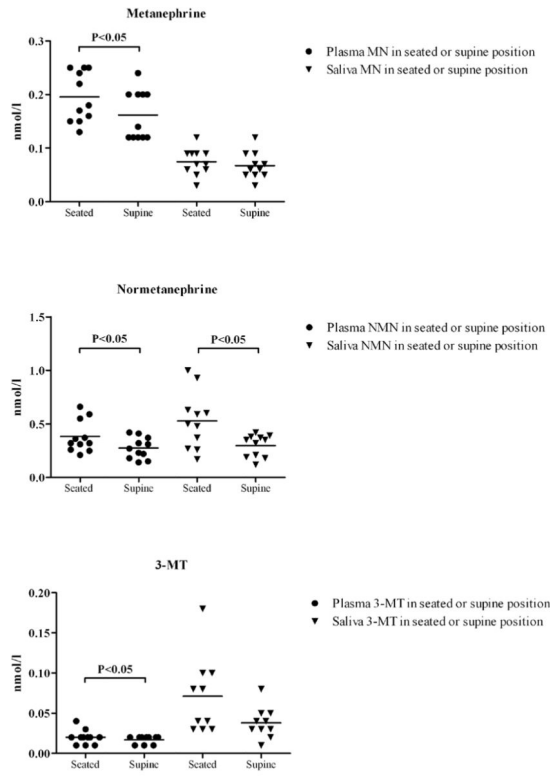 Metanephrine
P<0.05
Plasma MN in seated or supine position
Saliva MN in seated or supine position
nmol/l
0.3
0.2
0.1
0.0
Seated Supine Seated Supine
Normetanephrine
P<0.05 P<0.05
Plasma NMN in seated or supine position
Saliva NMN in seated or supine position
nmol/l
1.5
1.0
0.5
0.0
Seated Supine Seated Supine
3-MT
P<0.05
Plasma 3-MT in seated or supine position
Saliva 3-MT in seated or supine position
nmol/l
0.20
0.15
0.10
0.05
0.00
Seated Supine Seated Supine